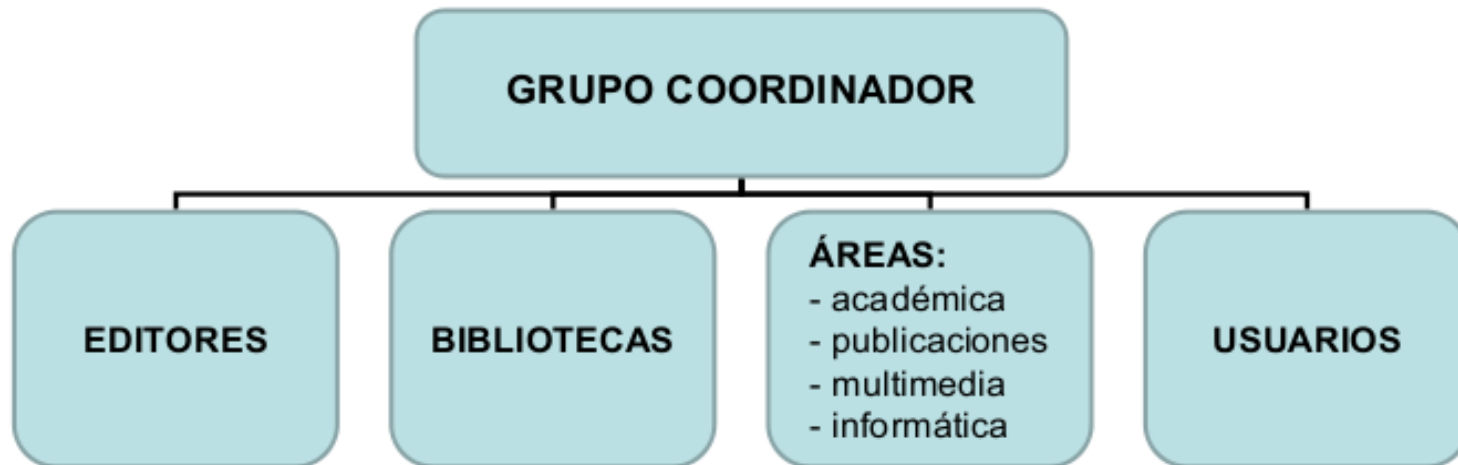 GRUPO COORDINADOR
EDITORES
BIBLIOTECAS
ÁREAS:
- académica
- publicaciones
- multimedia
- informática
USUARIOS